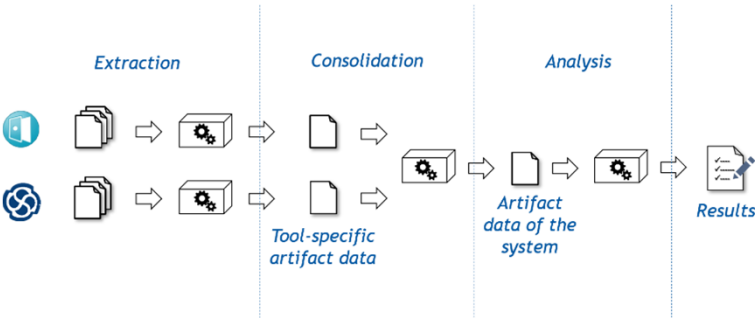 Extraction
Consolidation
Analysis
Tool-specific
artifact data
Artifact
data of the
system
Results